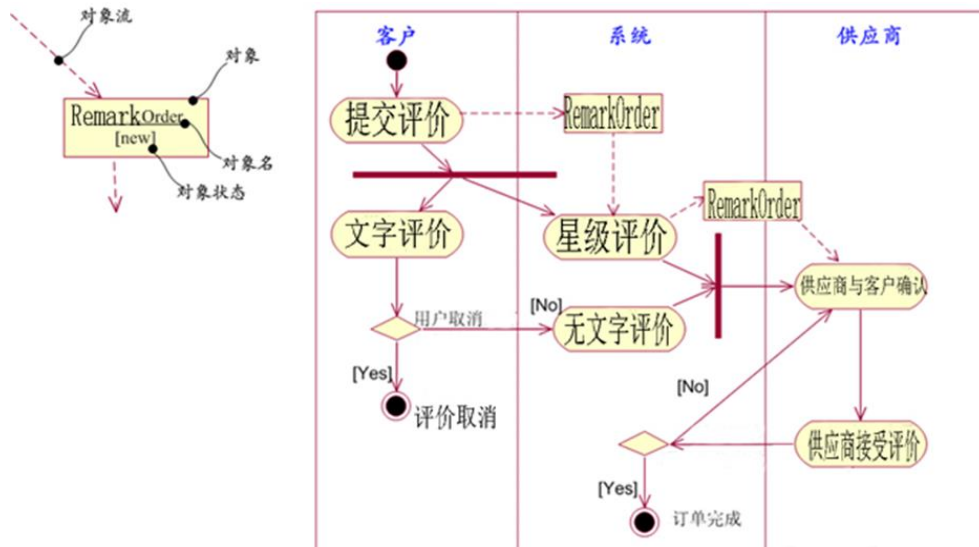 对象流
对象
RemarkOrder
[new]
对象名
对象状态
客户
系统
供应商
提交评价
RemarkOrder
RemarkOrder
文字评价
星级评价
供应商与客户确认
用户取消
[No]
无文字评价
[Yes]
评价取消
[No]
供应商接受评价
[Yes]
订单完成